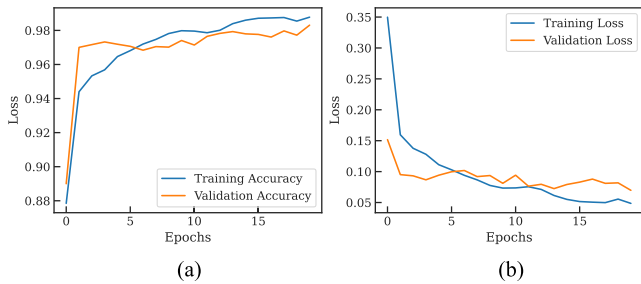 0.98
0.96
0.94
0.92
0.90
0.88
Loss
Training Accuracy
Validation Accuracy
0
5
10
15
Epochs
(a)
0.35
0.30
0.25
0.20
0.15
0.10
0.05
Loss
Training Loss
Validation Loss
0
5
10
15
Epochs
(b)